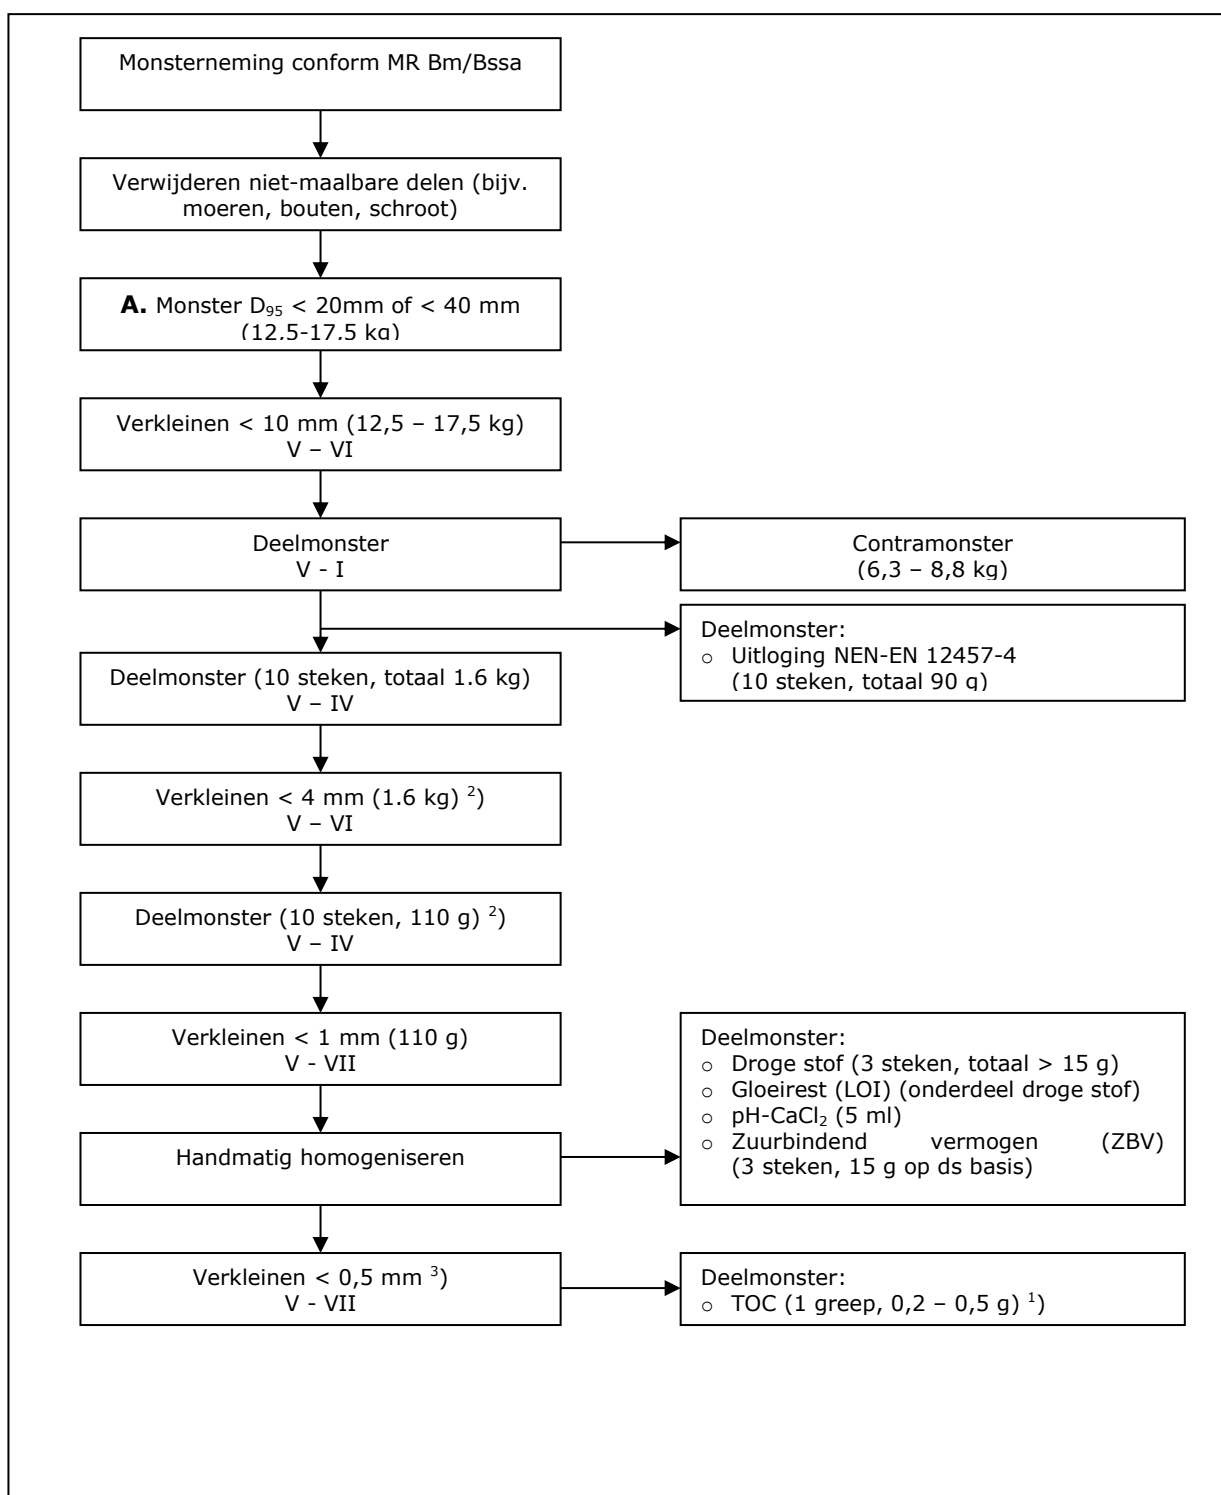 Monsterneming conform MR Bm/Bssa
Verwijderen niet-maalbare delen (bijv.
moeren, bouten, schroot)
A. Monster D95 < 20mm of < 40 mm
(12,5-17,5 kg)
Verkleinen < 10 mm (12,5 – 17,5 kg)
V – VI
Deelmonster
V - I
Contramonster
(6,3 – 8,8 kg)
Deelmonster:
o Uitloging NEN-EN 12457-4
(10 steken, totaal 90 g)
Deelmonster (10 steken, totaal 1.6 kg)
V – IV
Verkleinen < 4 mm (1.6 kg) ²)
V – VI
Deelmonster (10 steken, 110 g) ²)
V – IV
Verkleinen < 1 mm (110 g)
V - VII
Deelmonster:
o Droge stof (3 steken, totaal > 15 g)
o Gloeirest (LOI) (onderdeel droge stof)
o pH-CaCl₂ (5 ml)
o Zuurbindend vermogen (ZBV)
(3 steken, 15 g op ds basis)
Handmatig homogeniseren
Verkleinen < 0,5 mm ³)
V - VII
Deelmonster:
o TOC (1 greep, 0,2 – 0,5 g) ¹)